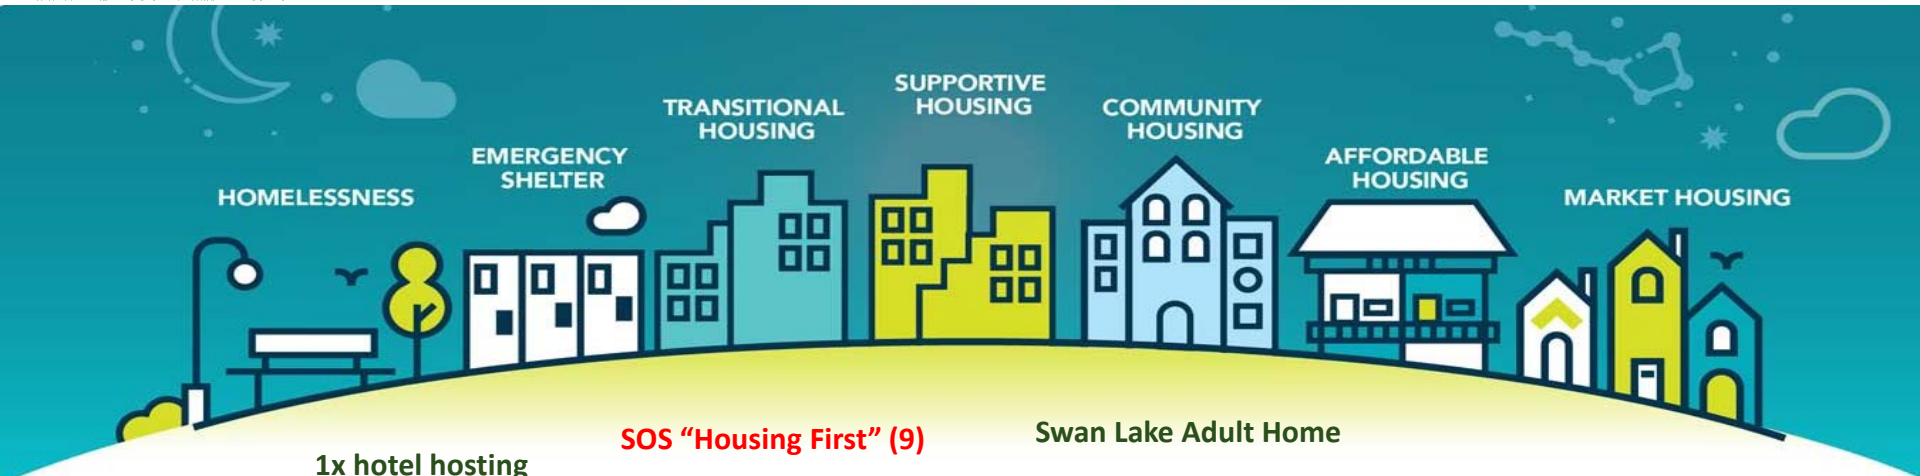 HOMELESSNESS
EMERGENCY
SHELTER
TRANSITIONAL
HOUSING
SUPPORTIVE
HOUSING
COMMUNITY
HOUSING
AFFORDABLE
HOUSING
MARKET HOUSING
SOS “Housing First” (9)
Swan Lake Adult Home
1x hotel hosting